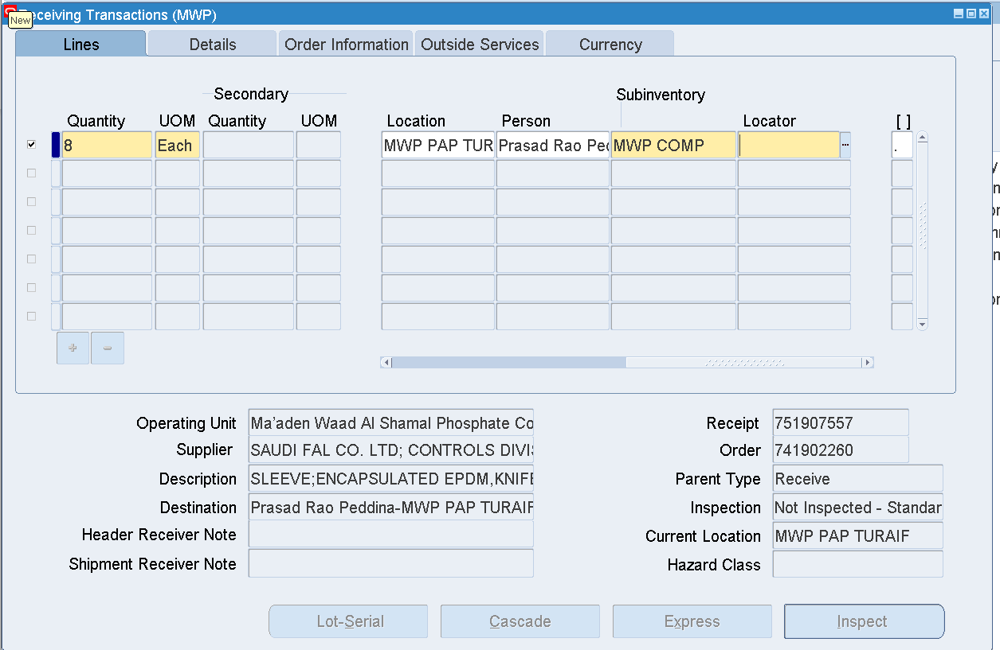 Receiving Transactions (MWP)
New
Lines
Details
Order Information
Outside Services
Currency
Secondary
Subinventory
Quantity
UOM
Quantity
UOM
Location
Person
Locator
[ ]
8
Each
MWP PAP TUR
Prasad Rao Ped
MWP COMP
.
Operating Unit
Ma'aden Waad Al Shamal Phosphate Co
Receipt
751907557
Supplier
SAUDI FAL CO. LTD; CONTROLS DIVIS
Order
741902260
Description
SLEEVE;ENCAPSULATED EPDM,KNIFE
Parent Type
Receive
Destination
Prasad Rao Peddina-MWP PAP TURAIF
Inspection
Not Inspected - Standar
Header Receiver Note
Current Location
MWP PAP TURAIF
Shipment Receiver Note
Hazard Class
Lot-Serial
Cascade
Express
Inspect